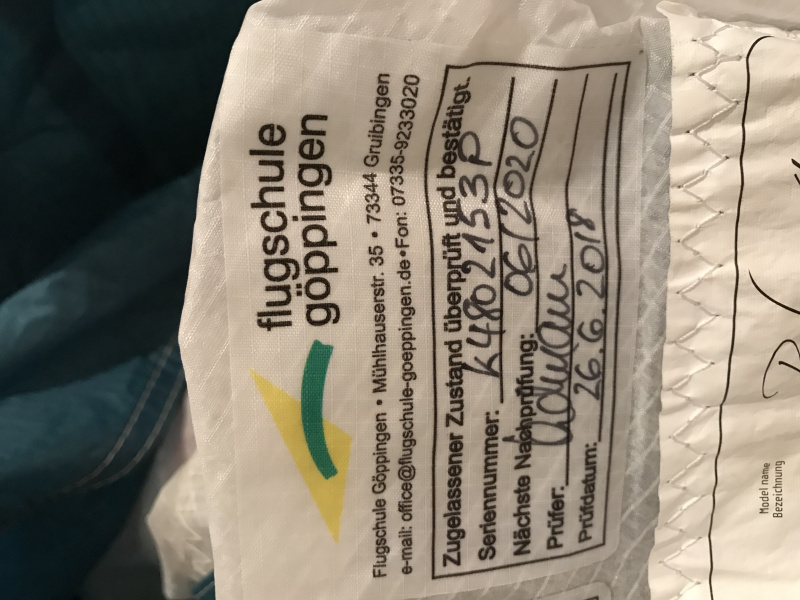 flugschule
göppingen
Flugschule Göppingen • Mühlhauserstr. 35 • 73344 Gruibingen
e-mail: office@flugschule-goeppingen.de•Fon: 07335-9233020
Zugelassener Zustand überprüft und bestätigt.
Seriennummer: K4802153P
Nächste Nachprüfung: 06/2020
Prüfer:
Prüfdatum: 26.6.2018
Model name
Bezeichnung